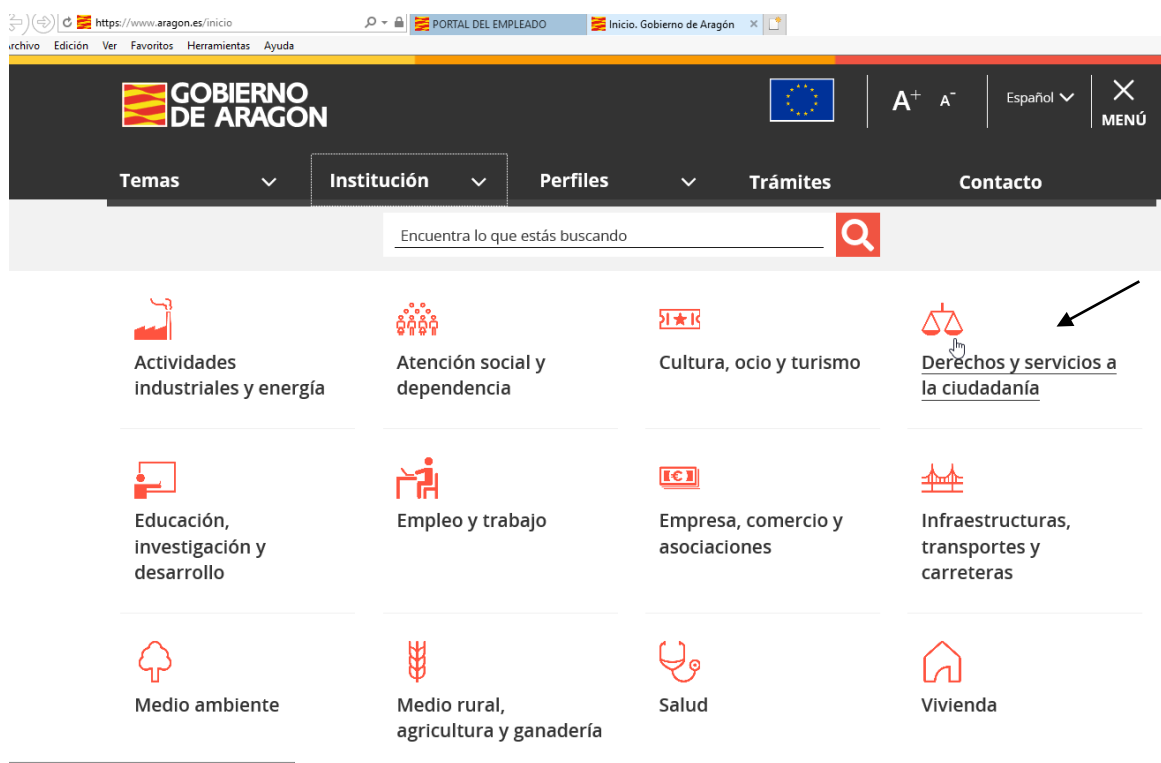 https://www.aragon.es/inicio
PORTAL DEL EMPLEADO
Inicio. Gobierno de Aragón
Edición Ver Favoritos Herramientas Ayuda
GOBIERNO
DE ARAGON
A+ A-
Español
MENÚ
Temas
Institución
Perfiles
Trámites
Contacto
Encuentra lo que estás buscando
Actividades
industriales y energía
Atención social y
dependencia
Cultura, ocio y turismo
Derechos y servicios a
la ciudadanía
Educación,
investigación y
desarrollo
Empleo y trabajo
Empresa, comercio y
asociaciones
Infraestructuras,
transportes y
carreteras
Medio ambiente
Medio rural,
agricultura y ganadería
Salud
Vivienda